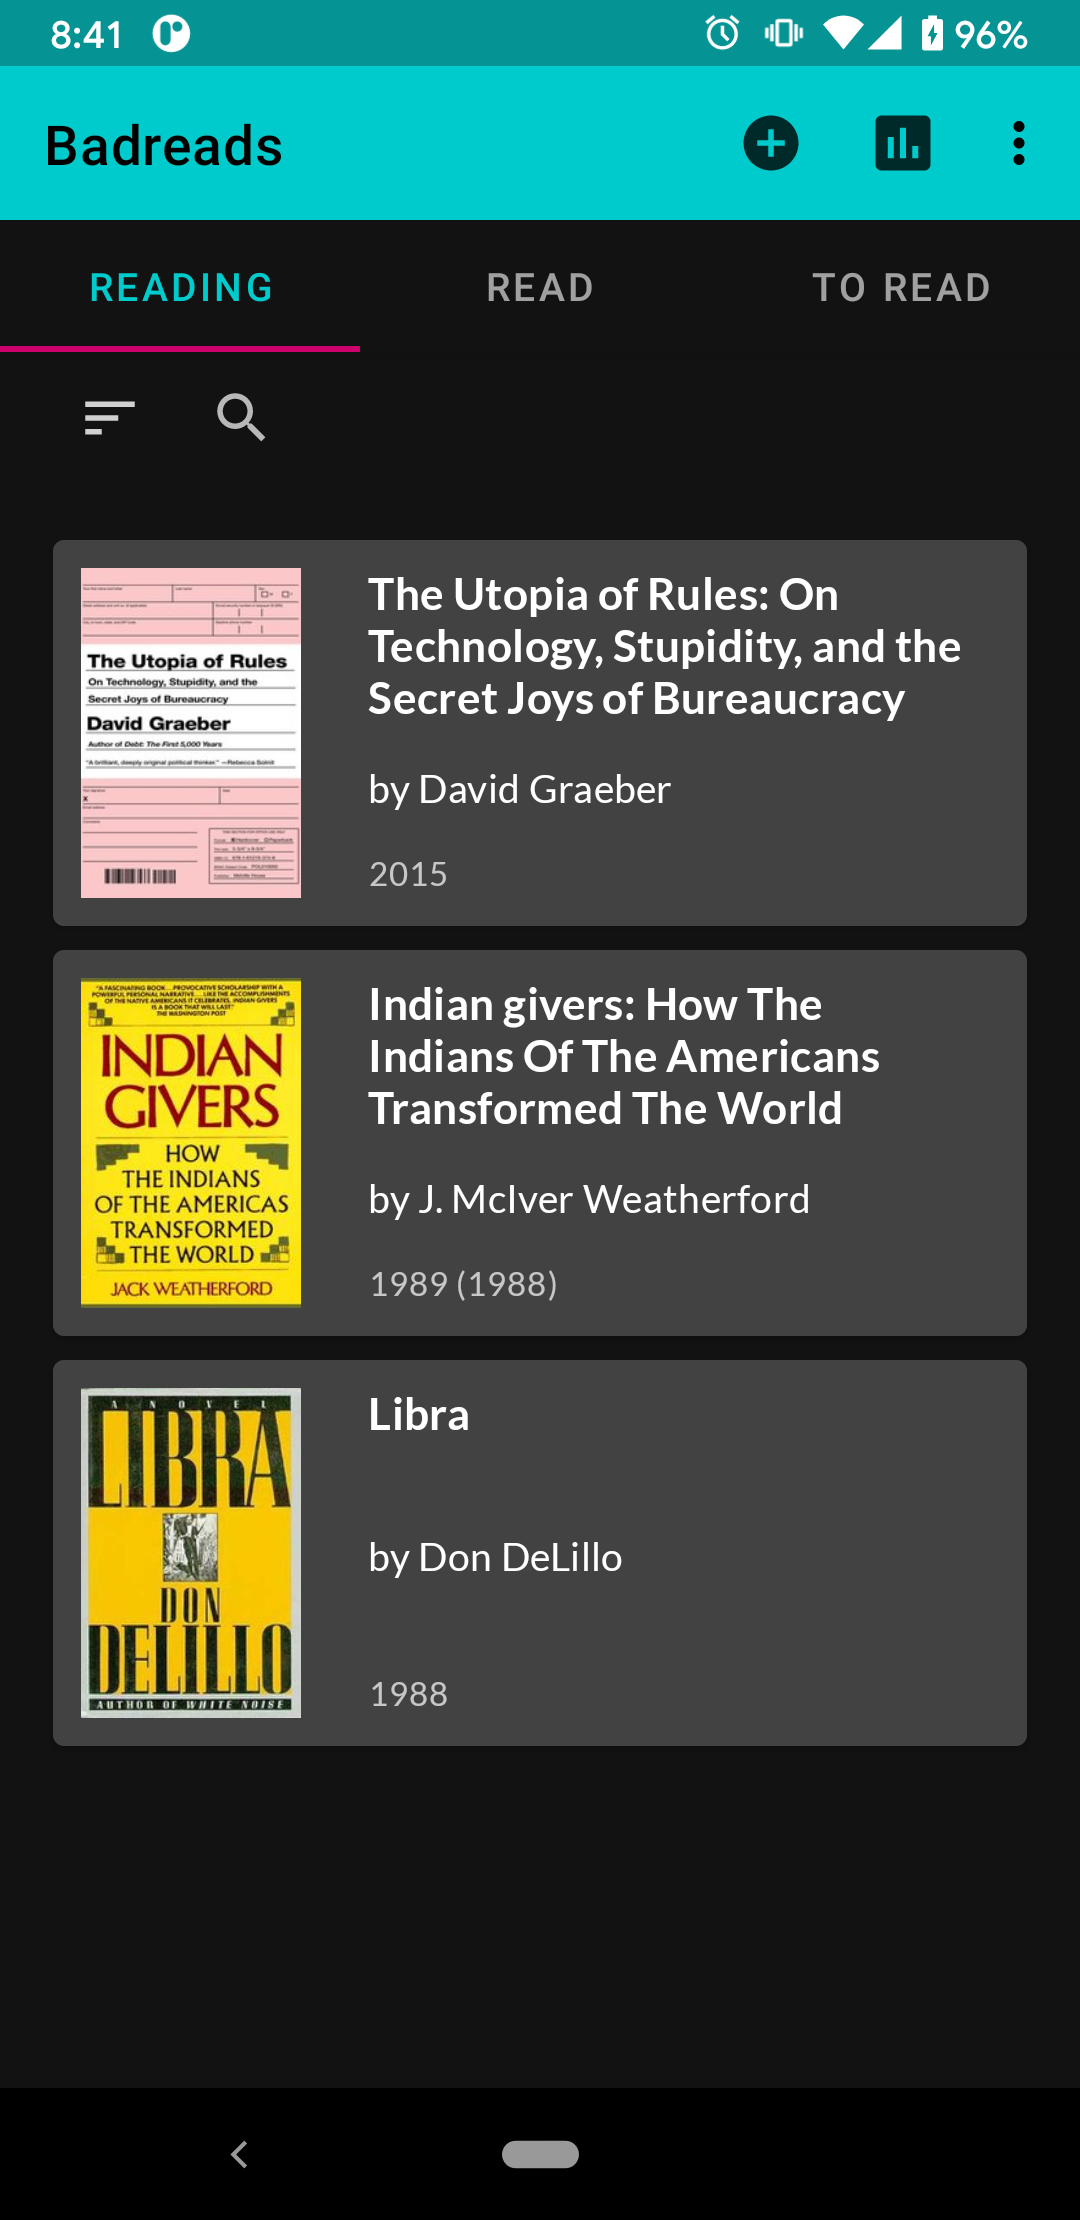 8:41
96%
Badreads
READING
READ
TO READ
The Utopia of Rules
On Technology, Stupidity, and the
Secret Joys of Bureaucracy
David Graeber
Author of Debt: The First 5,000 Years
"A brilliant, deeply original political thinker." —Rebecca Solnit
The Utopia of Rules: On
Technology, Stupidity, and the
Secret Joys of Bureaucracy
by David Graeber
2015
"A FASCINATING BOOK...PROVOCATIVE SCHOLARSHIP WITH A
POWERFUL PERSONAL NARRATIVE...LIKE THE ACCOMPLISHMENTS
OF THE NATIVE AMERICANS IT CELEBRATES, INDIAN GIVERS
IS A BOOK THAT WILL LAST."
THE WASHINGTON POST
INDIAN
GIVERS
HOW
THE INDIANS
OF THE AMERICAS
TRANSFORMED
THE WORLD
JACK WEATHERFORD
Indian givers: How The
Indians Of The Americans
Transformed The World
by J. McIver Weatherford
1989 (1988)
A NOVEL
LIBRA
DON
DELILLO
AUTHOR OF WHITE NOISE
Libra
by Don DeLillo
1988